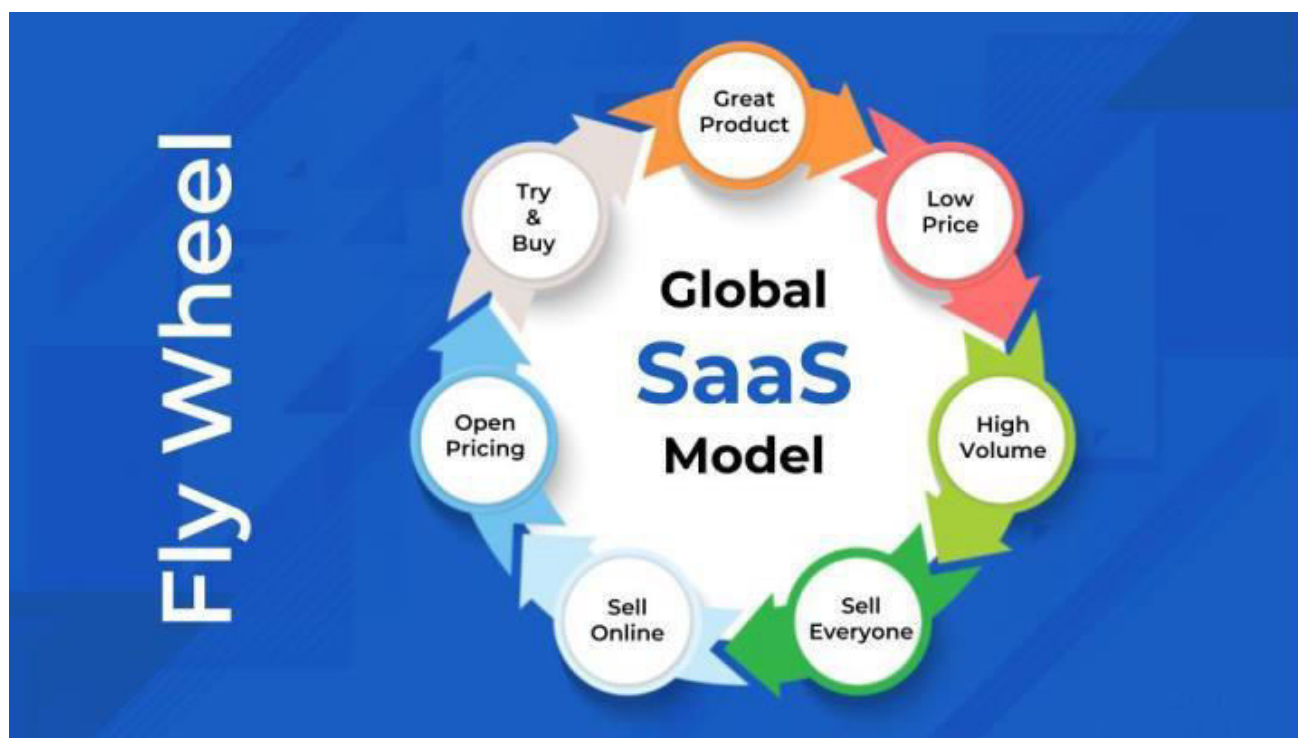 Fly Wheel
Global
SaaS
Model
Great
Product
Low
Price
High
Volume
Sell
Everyone
Sell
Online
Open
Pricing
Try
&
Buy